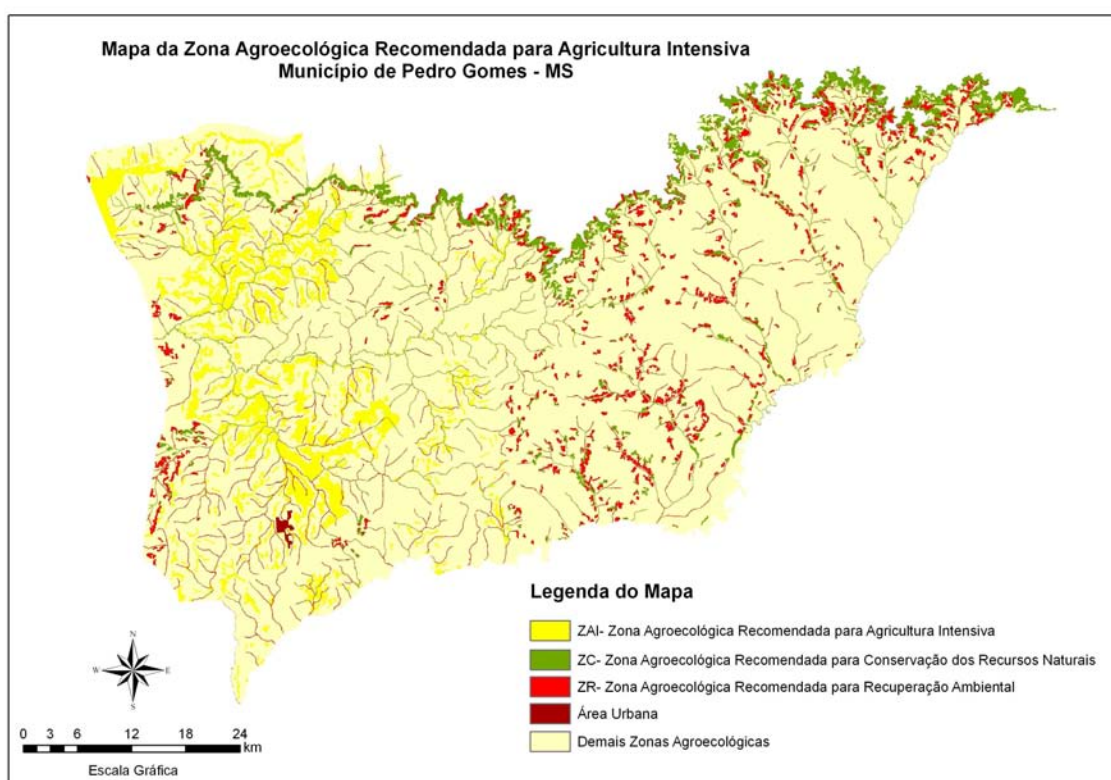 Mapa da Zona Agroecológica Recomendada para Agricultura Intensiva
Município de Pedro Gomes - MS
Legenda do Mapa
ZAI- Zona Agroecológica Recomendada para Agricultura Intensiva
ZC- Zona Agroecológica Recomendada para Conservação dos Recursos Naturais
ZR- Zona Agroecológica Recomendada para Recuperação Ambiental
Área Urbana
Demais Zonas Agroecológicas
N
W E
S
0 3 6 12 18 24
km
Escala Gráfica